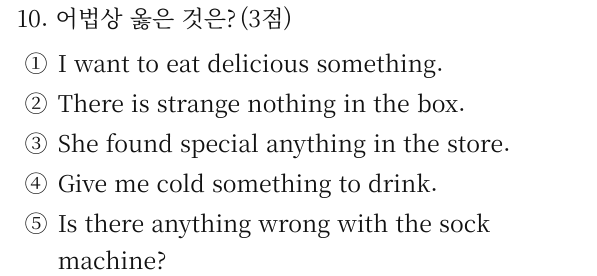 10. 어법상 옳은 것은? (3점)
① I want to eat delicious something.
② There is strange nothing in the box.
③ She found special anything in the store.
④ Give me cold something to drink.
⑤ Is there anything wrong with the sock
machine?